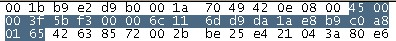 00 1b b9 e2 d9 b0 00 1a 70 49 42 0e 08 00 45 00
00 3f 5b f3 00 00 6c 11 6d d9 da 1a e8 b9 c0 a8
01 65 42 63 85 72 00 2b be 25 e4 21 04 3a 80 e6